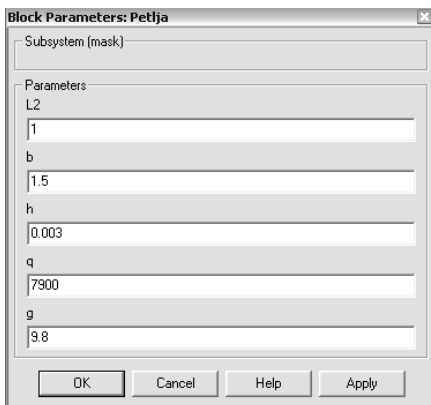 Block Parameters: Petlja
Subsystem (mask)
Parameters
L2
1
b
1.5
h
0.003
q
7900
g
9.8
OK Cancel Help Apply